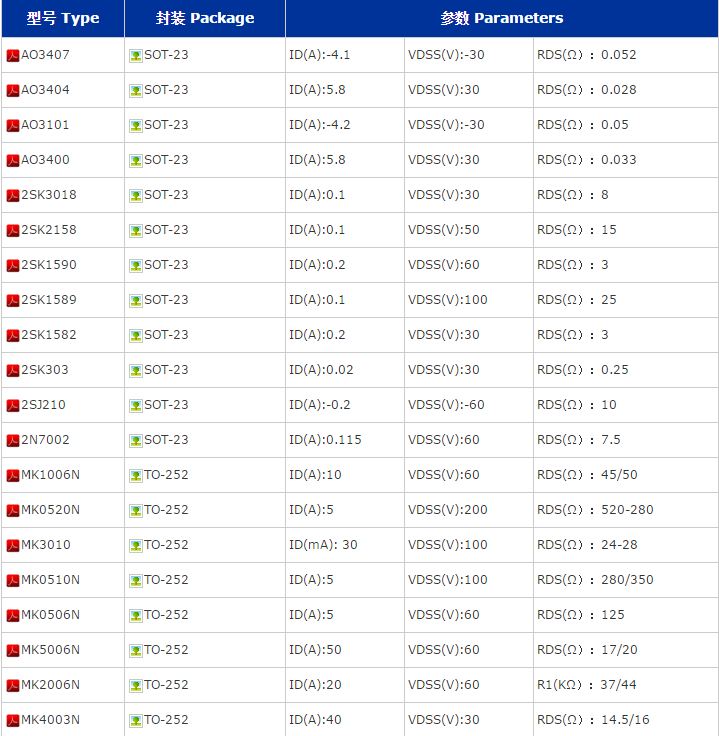 型号 Type 封装 Package 参数 Parameters
AO3407 SOT-23 ID(A):-4.1 VDSS(V):-30 RDS(Ω）：0.052
AO3404 SOT-23 ID(A):5.8 VDSS(V):30 RDS(Ω）：0.028
AO3101 SOT-23 ID(A):-4.2 VDSS(V):-30 RDS(Ω）：0.05
AO3400 SOT-23 ID(A):5.8 VDSS(V):30 RDS(Ω）：0.033
2SK3018 SOT-23 ID(A):0.1 VDSS(V):30 RDS(Ω）：8
2SK2158 SOT-23 ID(A):0.1 VDSS(V):50 RDS(Ω）：15
2SK1590 SOT-23 ID(A):0.2 VDSS(V):60 RDS(Ω）：3
2SK1589 SOT-23 ID(A):0.1 VDSS(V):100 RDS(Ω）：25
2SK1582 SOT-23 ID(A):0.2 VDSS(V):30 RDS(Ω）：3
2SK303 SOT-23 ID(A):0.02 VDSS(V):30 RDS(Ω）：0.25
2SJ210 SOT-23 ID(A):-0.2 VDSS(V):-60 RDS(Ω）：10
2N7002 SOT-23 ID(A):0.115 VDSS(V):60 RDS(Ω）：7.5
MK1006N TO-252 ID(A):10 VDSS(V):60 RDS(Ω）：45/50
MK0520N TO-252 ID(A):5 VDSS(V):200 RDS(Ω）：520-280
MK3010 TO-252 ID(mA): 30 VDSS(V):100 RDS(Ω）：24-28
MK0510N TO-252 ID(A):5 VDSS(V):100 RDS(Ω）：280/350
MK0506N TO-252 ID(A):5 VDSS(V):60 RDS(Ω）：125
MK5006N TO-252 ID(A):50 VDSS(V):60 RDS(Ω）：17/20
MK2006N TO-252 ID(A):20 VDSS(V):60 R1(KΩ）：37/44
MK4003N TO-252 ID(A):40 VDSS(V):30 RDS(Ω）：14.5/16